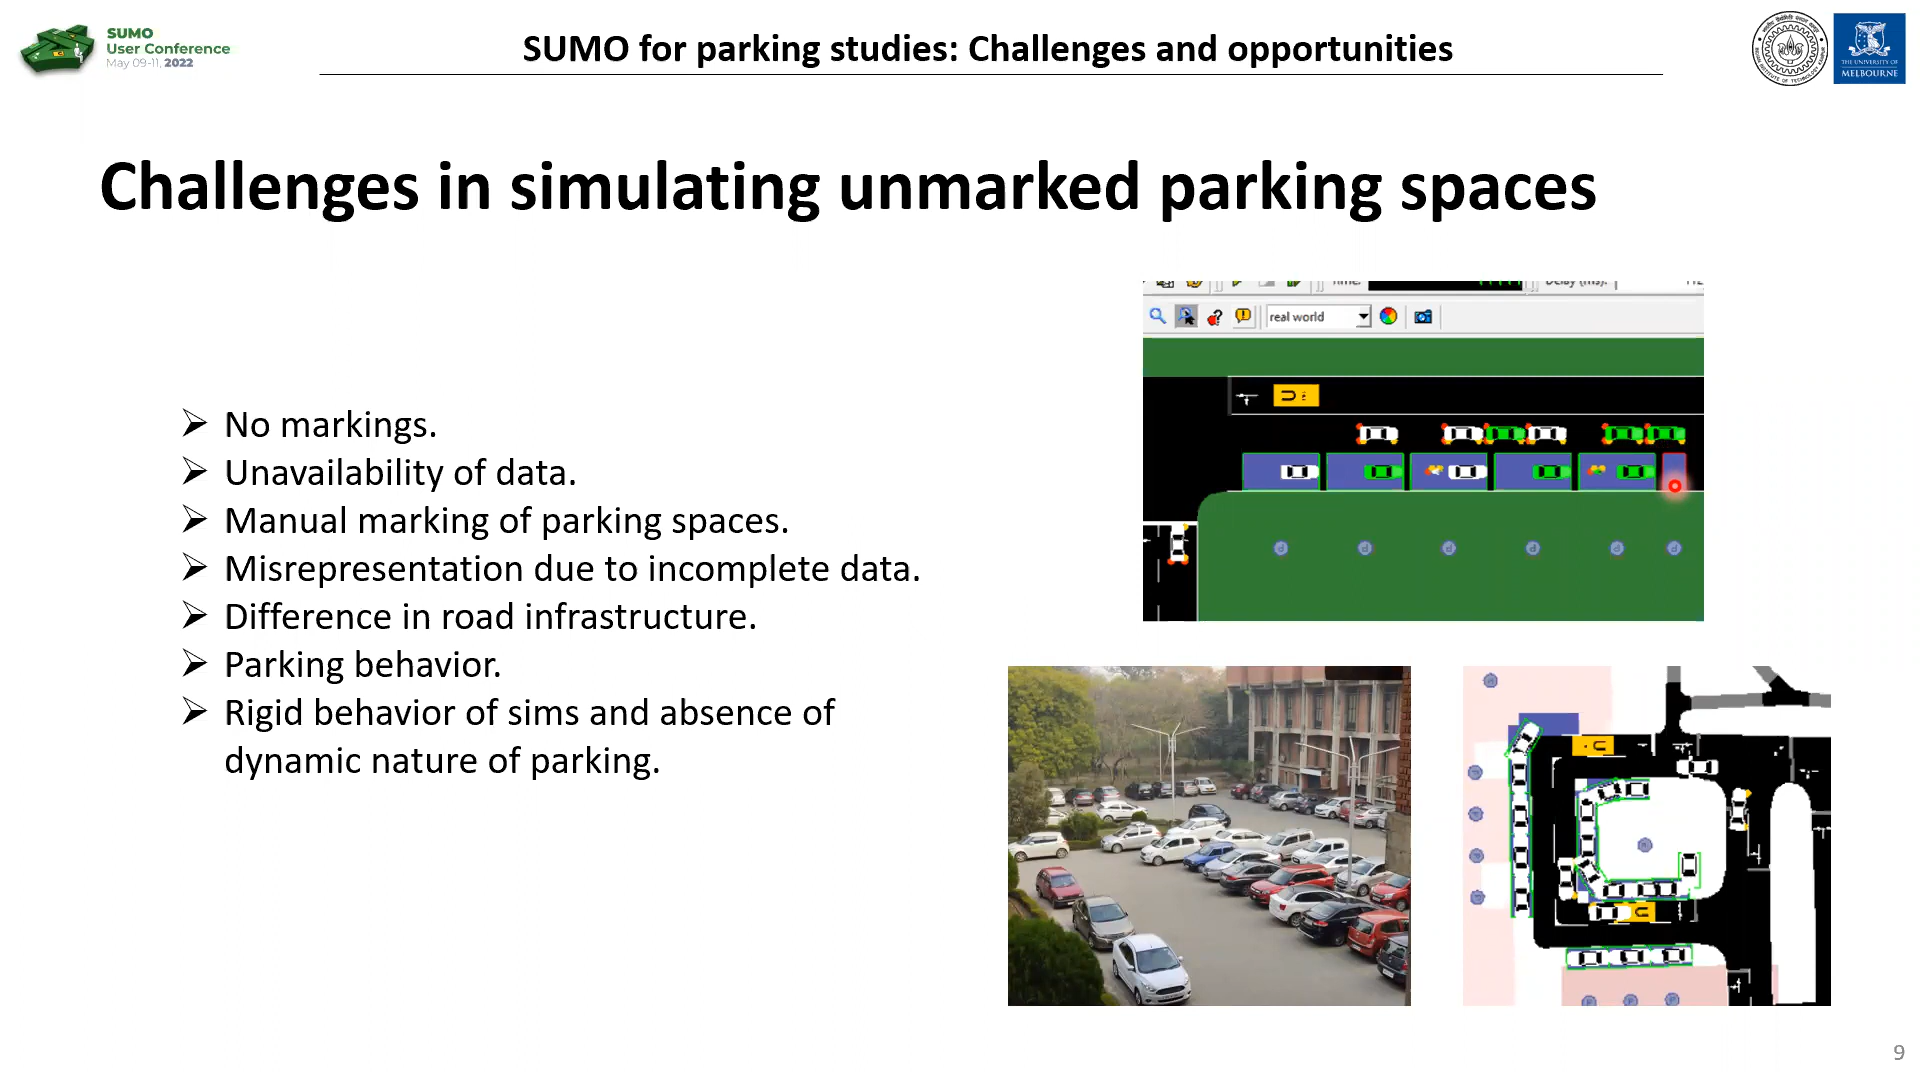 SUMO
User Conference
May 09-11, 2022
SUMO for parking studies: Challenges and opportunities
THE UNIVERSITY OF
MELBOURNE
Challenges in simulating unmarked parking spaces
➢ No markings.
➢ Unavailability of data.
➢ Manual marking of parking spaces.
➢ Misrepresentation due to incomplete data.
➢ Difference in road infrastructure.
➢ Parking behavior.
➢ Rigid behavior of sims and absence of
dynamic nature of parking.
Time:
Delay (ms):
real world
9